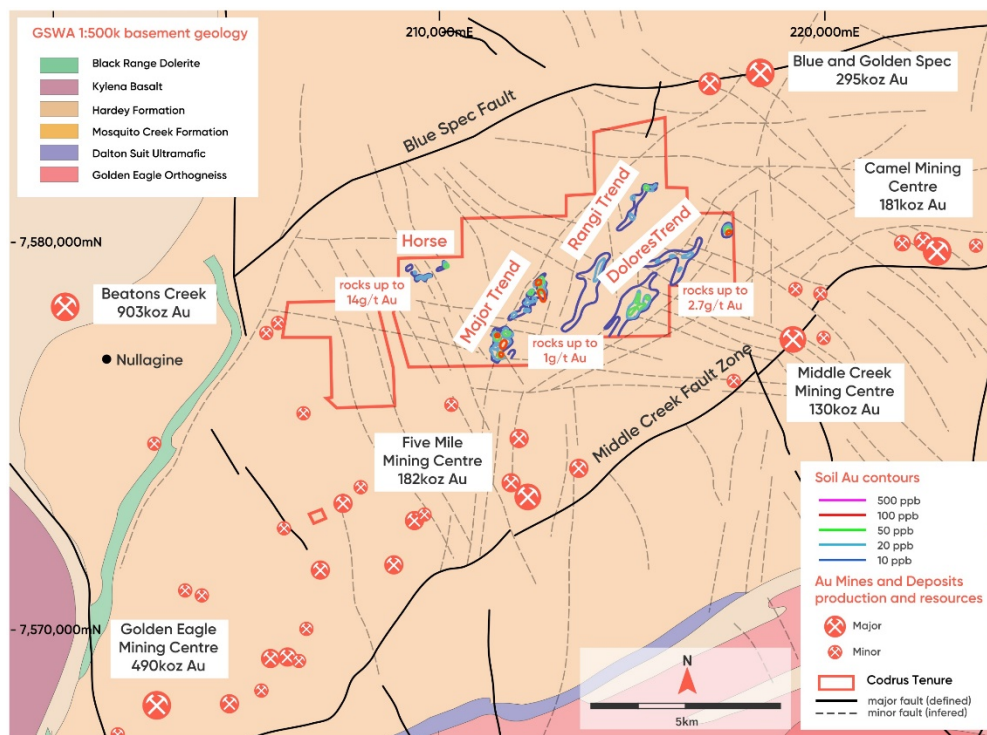 GSWA 1:500k basement geology
Black Range Dolerite
Kylena Basalt
Hardey Formation
Mosquito Creek Formation
Dalton Suit Ultramafic
Golden Eagle Orthogneiss
210,000mE
220,000mE
Blue and Golden Spec
295koz Au
Blue Spec Fault
Camel Mining
Centre
181koz Au
7,580,000mN
Horse
Rangi Trend
DoloresTrend
Major Trend
rocks up to
14g/t Au
rocks up to
2.7g/t Au
rocks up to
1g/t Au
Beatons Creek
903koz Au
Nullagine
Middle Creek Fault Zone
Middle Creek
Mining Centre
130koz Au
Five Mile
Mining Centre
182koz Au
7,570,000mN
Golden Eagle
Mining Centre
490koz Au
N
5km
Soil Au contours
500 ppb
100 ppb
50 ppb
20 ppb
10 ppb
Au Mines and Deposits
production and resources
Major
Minor
Codrus Tenure
major fault (defined)
minor fault (infered)